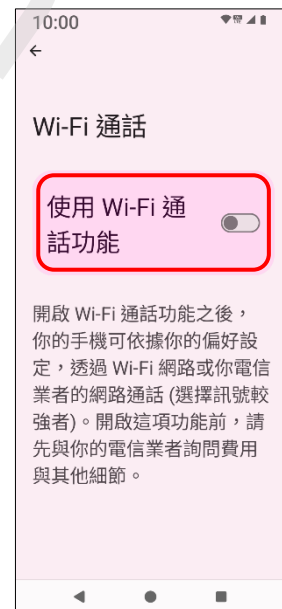 10:00
Wi-Fi 通話
使用 Wi-Fi 通
話功能
開啟 Wi-Fi 通話功能之後，
你的手機可依據你的偏好設
定，透過 Wi-Fi 網路或你電信
業者的網路通話 (選擇訊號較
強者)。開啟這項功能前，請
先與你的電信業者詢問費用
與其他細節。